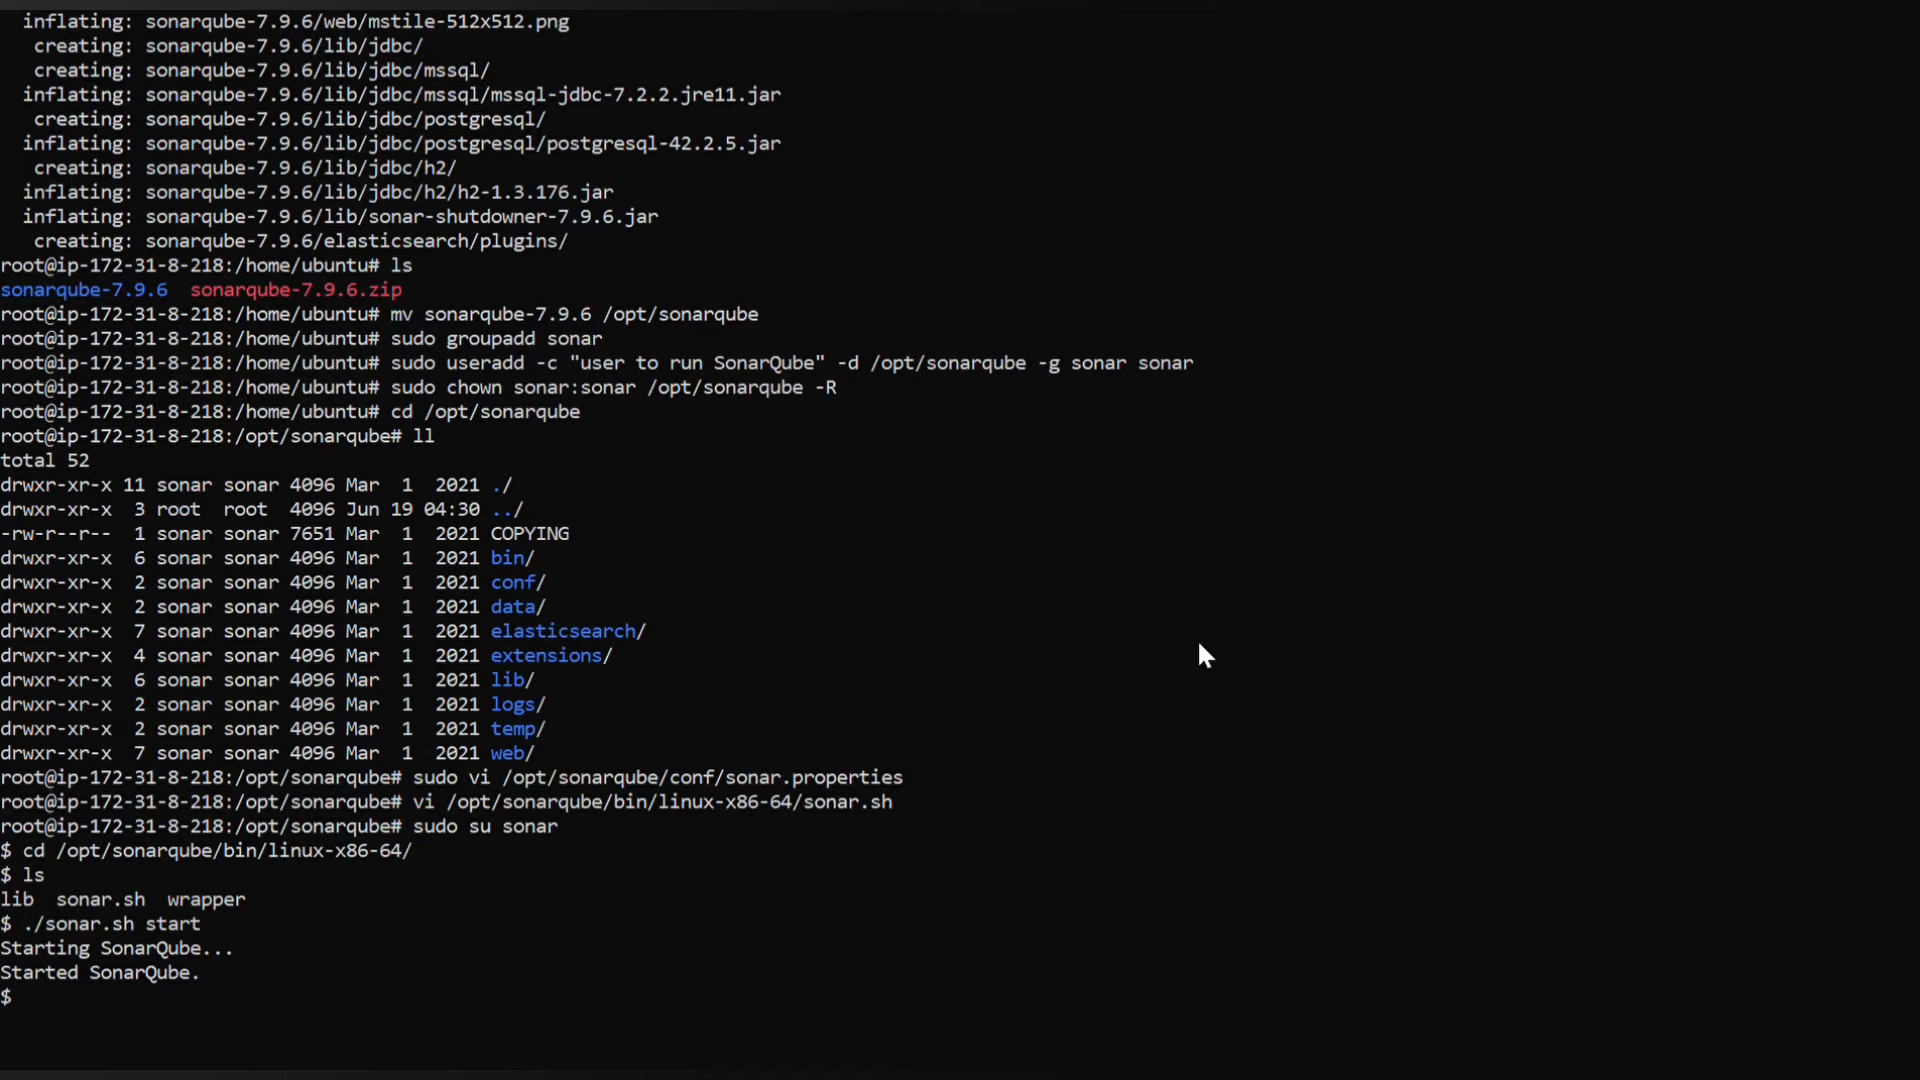 inflating: sonarqube-7.9.6/web/mstile-512x512.png
creating: sonarqube-7.9.6/lib/jdbc/
creating: sonarqube-7.9.6/lib/jdbc/mssql/
inflating: sonarqube-7.9.6/lib/jdbc/mssql/mssql-jdbc-7.2.2.jre11.jar
creating: sonarqube-7.9.6/lib/jdbc/postgresql/
inflating: sonarqube-7.9.6/lib/jdbc/postgresql/postgresql-42.2.5.jar
creating: sonarqube-7.9.6/lib/jdbc/h2/
inflating: sonarqube-7.9.6/lib/jdbc/h2/h2-1.3.176.jar
inflating: sonarqube-7.9.6/lib/sonar-shutdowner-7.9.6.jar
creating: sonarqube-7.9.6/elasticsearch/plugins/
root@ip-172-31-8-218:/home/ubuntu# ls
sonarqube-7.9.6  sonarqube-7.9.6.zip
root@ip-172-31-8-218:/home/ubuntu# mv sonarqube-7.9.6 /opt/sonarqube
root@ip-172-31-8-218:/home/ubuntu# sudo groupadd sonar
root@ip-172-31-8-218:/home/ubuntu# sudo useradd -c "user to run SonarQube" -d /opt/sonarqube -g sonar sonar
root@ip-172-31-8-218:/home/ubuntu# sudo chown sonar:sonar /opt/sonarqube -R
root@ip-172-31-8-218:/home/ubuntu# cd /opt/sonarqube
root@ip-172-31-8-218:/opt/sonarqube# ll
total 52
drwxr-xr-x 11 sonar sonar 4096 Mar  1  2021 ./
drwxr-xr-x  3 root  root  4096 Jun 19 04:30 ../
-rw-r--r--  1 sonar sonar 7651 Mar  1  2021 COPYING
drwxr-xr-x  6 sonar sonar 4096 Mar  1  2021 bin/
drwxr-xr-x  2 sonar sonar 4096 Mar  1  2021 conf/
drwxr-xr-x  2 sonar sonar 4096 Mar  1  2021 data/
drwxr-xr-x  7 sonar sonar 4096 Mar  1  2021 elasticsearch/
drwxr-xr-x  4 sonar sonar 4096 Mar  1  2021 extensions/
drwxr-xr-x  6 sonar sonar 4096 Mar  1  2021 lib/
drwxr-xr-x  2 sonar sonar 4096 Mar  1  2021 logs/
drwxr-xr-x  2 sonar sonar 4096 Mar  1  2021 temp/
drwxr-xr-x  7 sonar sonar 4096 Mar  1  2021 web/
root@ip-172-31-8-218:/opt/sonarqube# sudo vi /opt/sonarqube/conf/sonar.properties
root@ip-172-31-8-218:/opt/sonarqube# vi /opt/sonarqube/bin/linux-x86-64/sonar.sh
root@ip-172-31-8-218:/opt/sonarqube# sudo su sonar
$ cd /opt/sonarqube/bin/linux-x86-64/
$ ls
lib  sonar.sh  wrapper
$ ./sonar.sh start
Starting SonarQube...
Started SonarQube.
$